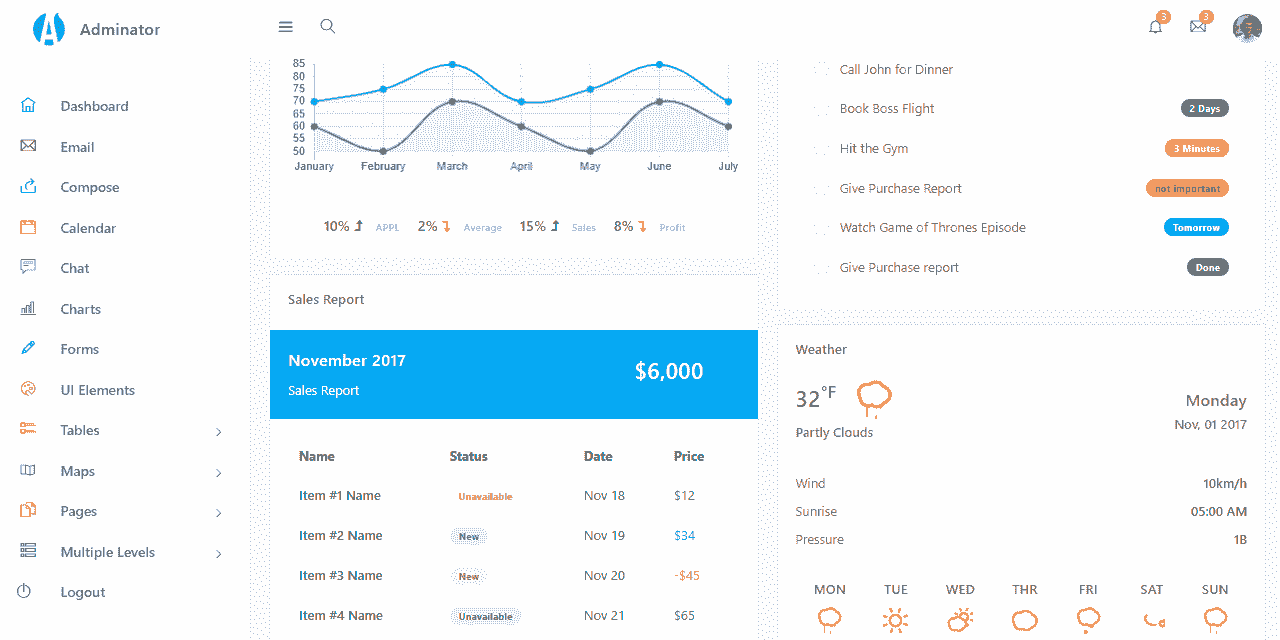 Adminator
3
3
Dashboard
Email
Compose
Calendar
Chat
Charts
Forms
UI Elements
Tables
Maps
Pages
Multiple Levels
Logout
85
80
75
70
65
60
55
50
January February March April May June July
10% APPL 2% Average 15% Sales 8% Profit
Sales Report
November 2017
Sales Report
$6,000
Name Status Date Price
Item #1 Name Unavailable Nov 18 $12
Item #2 Name New Nov 19 $34
Item #3 Name New Nov 20 -$45
Item #4 Name Unavailable Nov 21 $65
Call John for Dinner
Book Boss Flight 2 Days
Hit the Gym 3 Minutes
Give Purchase Report not important
Watch Game of Thrones Episode Tomorrow
Give Purchase report Done
Weather
32°F
Partly Clouds
Monday
Nov, 01 2017
Wind 10km/h
Sunrise 05:00 AM
Pressure 1B
MON TUE WED THR FRI SAT SUN